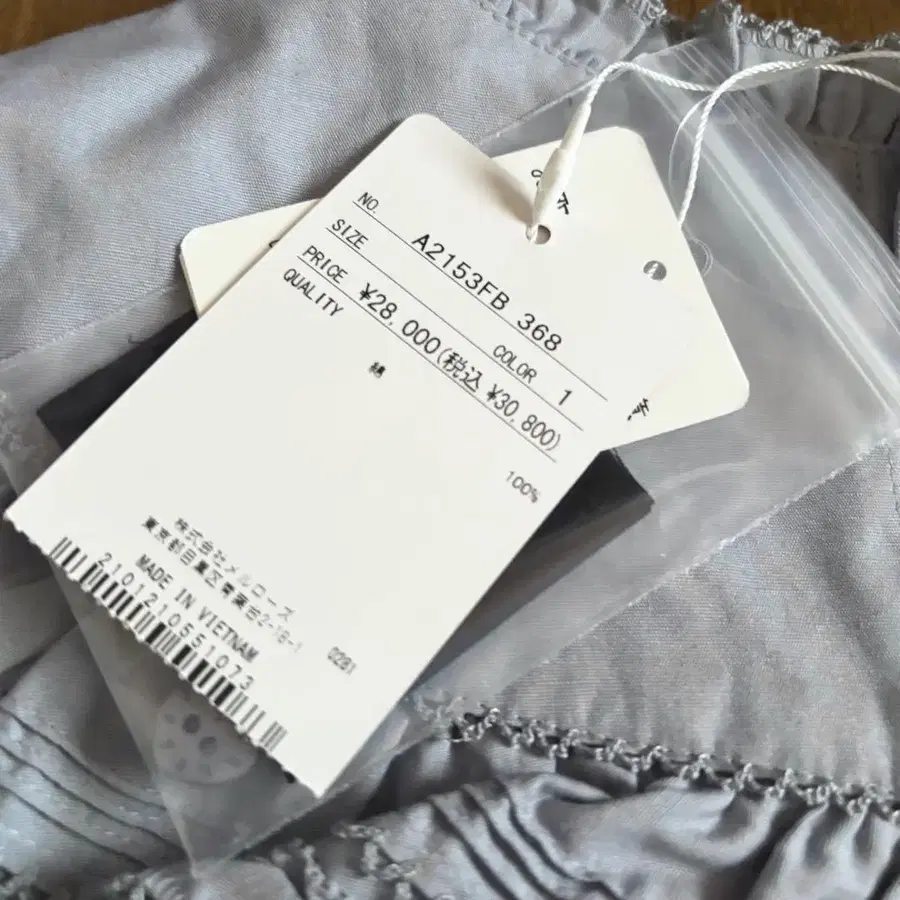 NO. A2153FB 368
SIZE COLOR 1
PRICE ¥28,000(税込 ¥30,800)
QUALITY
綿 100%
株式会社メルローズ
東京都目黒区青葉台2-18-1
MADE IN VIETNAM 0281
2101210551073